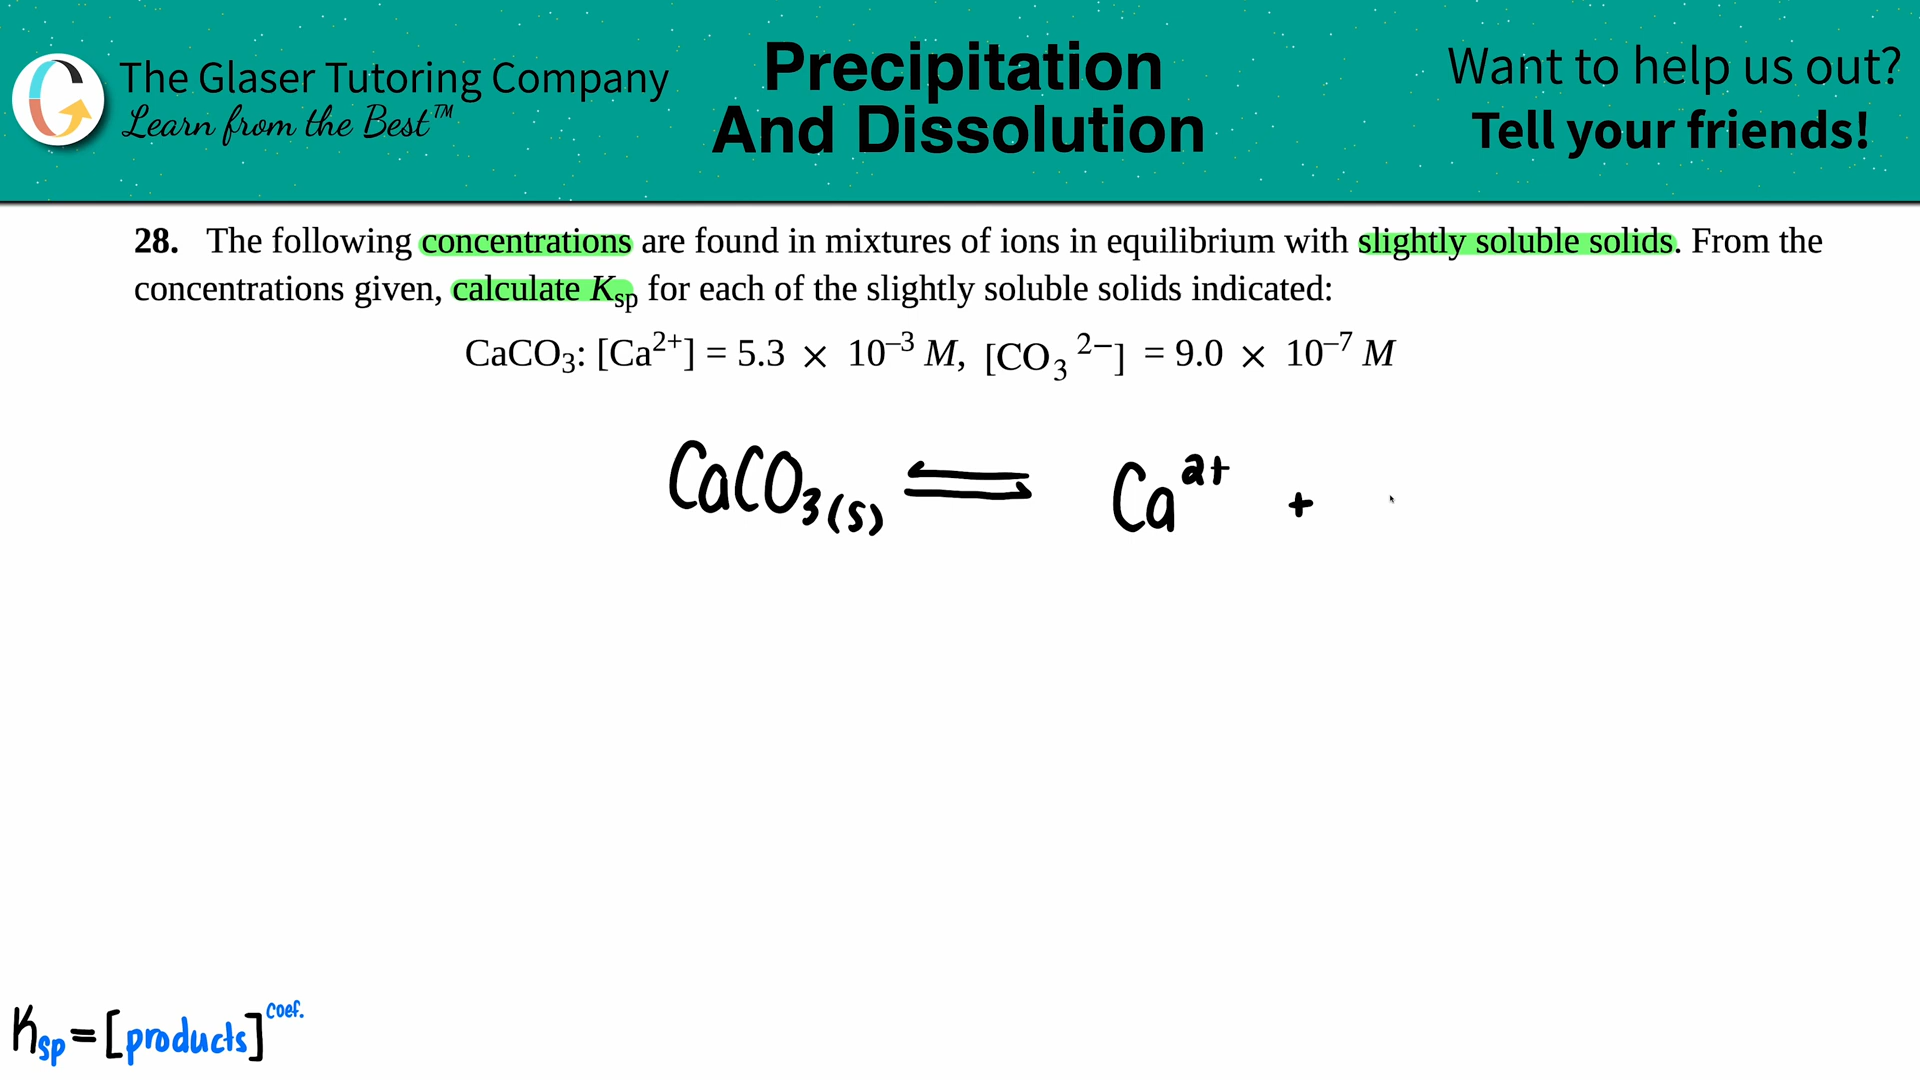 The Glaser Tutoring Company
Learn from the Best™
Precipitation
And Dissolution
Want to help us out?
Tell your friends!
28. The following concentrations are found in mixtures of ions in equilibrium with slightly soluble solids. From the
concentrations given, calculate Ksp for each of the slightly soluble solids indicated:
CaCO₃: [Ca²⁺] = 5.3 × 10⁻³ M, [CO₃²⁻] = 9.0 × 10⁻⁷ M
CaCO₃(s) ⇌ Ca²⁺ +
Ksp = [products]^coef.